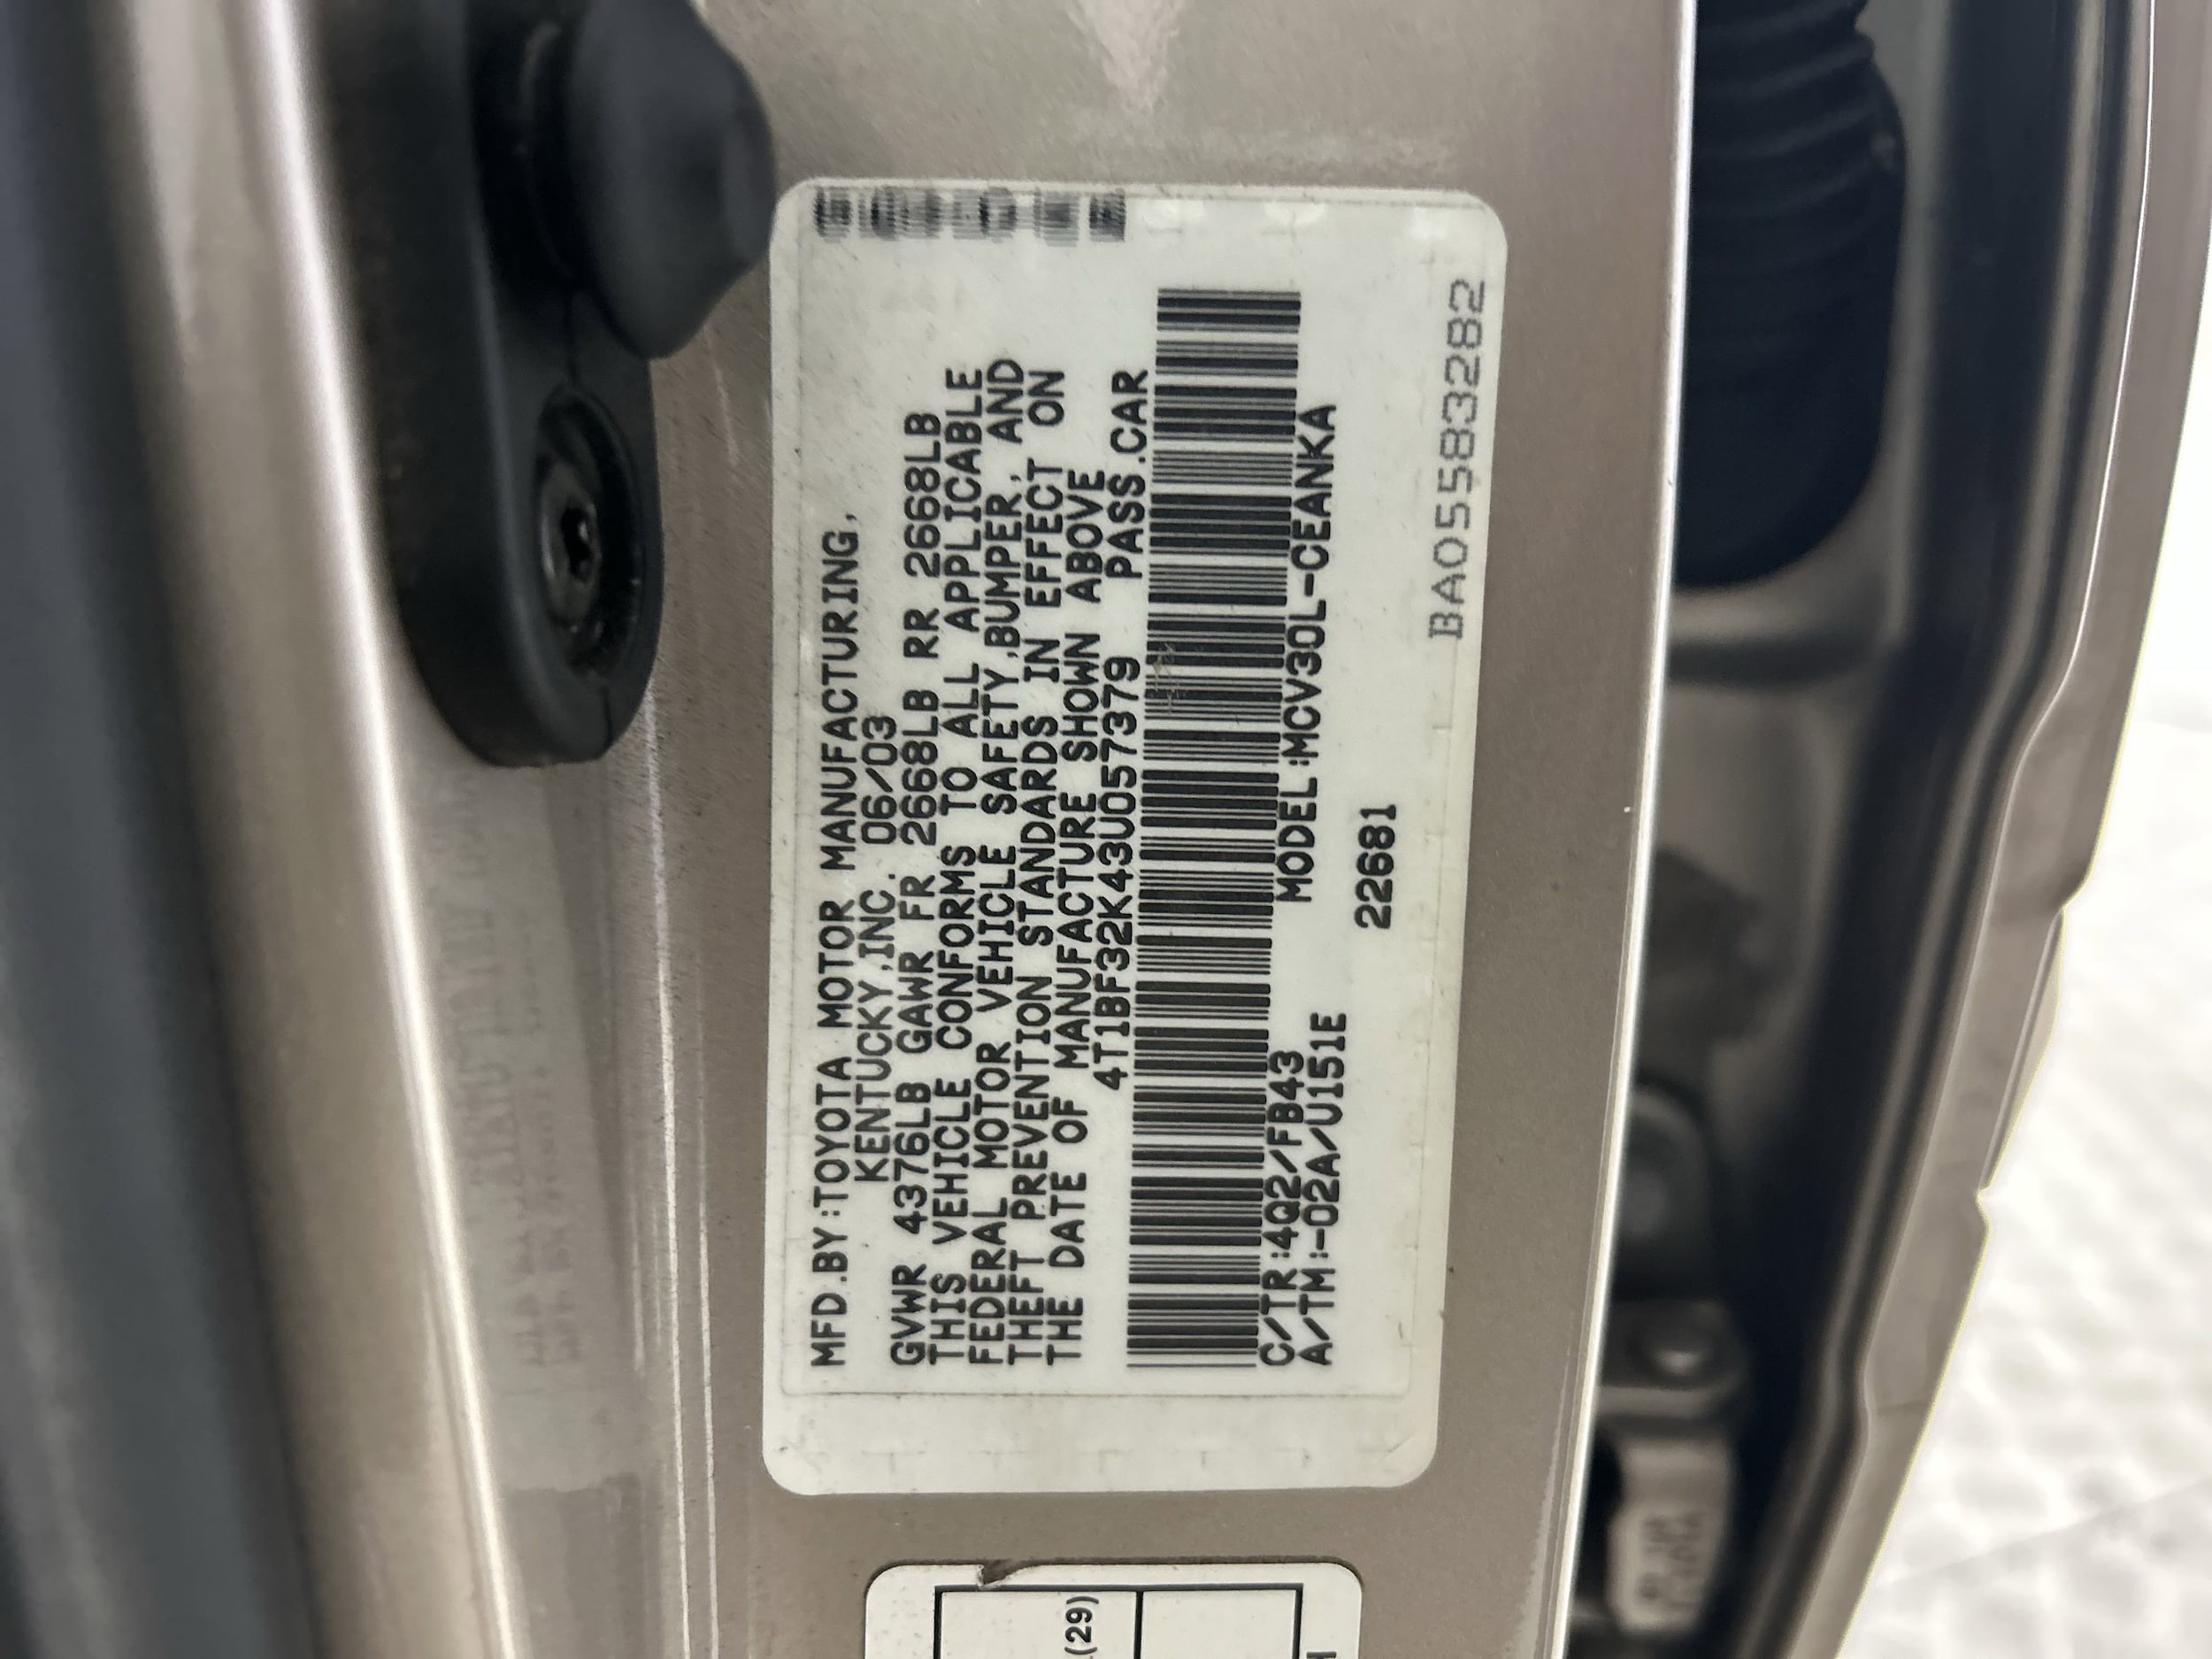 MFD.BY:TOYOTA MOTOR MANUFACTURING,
KENTUCKY,INC. 06/03
GVWR 4376LB GAWR FR 2668LB RR 2668LB
THIS VEHICLE CONFORMS TO ALL APPLICABLE
FEDERAL MOTOR VEHICLE SAFETY,BUMPER, AND
THEFT PREVENTION STANDARDS IN EFFECT ON
THE DATE OF MANUFACTURE SHOWN ABOVE
4T1BF32K43U057379 PASS.CAR
C/TR:4Q2/FB43 MODEL:MCV30L-CEANKA
A/TM:-02A/U151E 22681
BA05583282
(29)